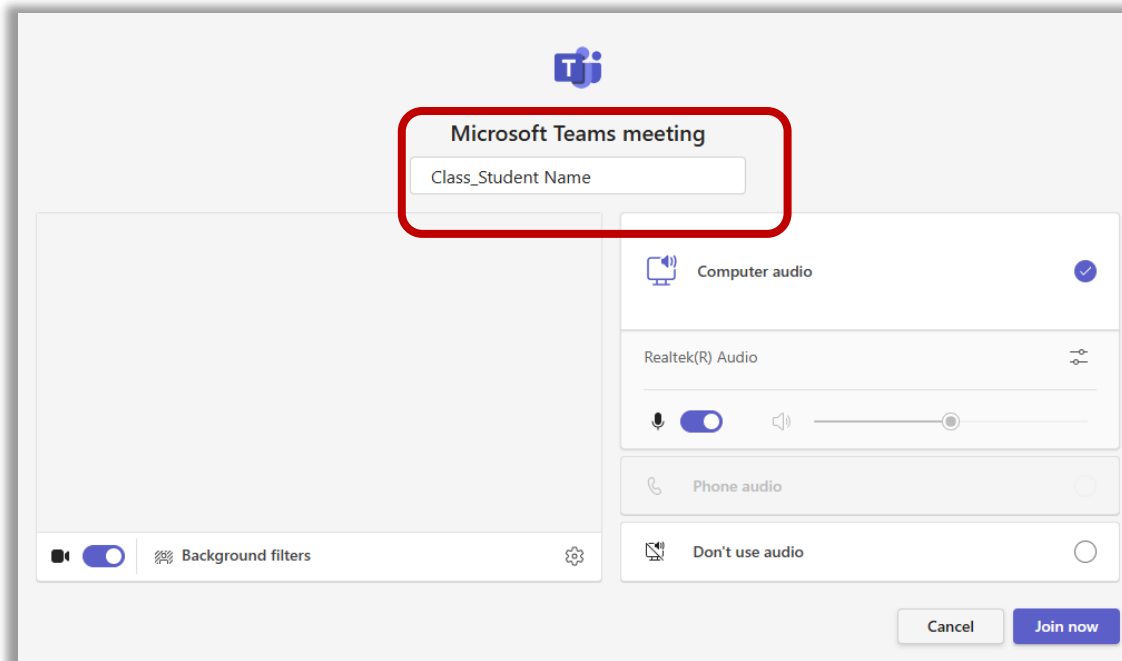 T
Microsoft Teams meeting
Class_Student Name
Computer audio
Realtek(R) Audio
Phone audio
Background filters
Don't use audio
Cancel
Join now